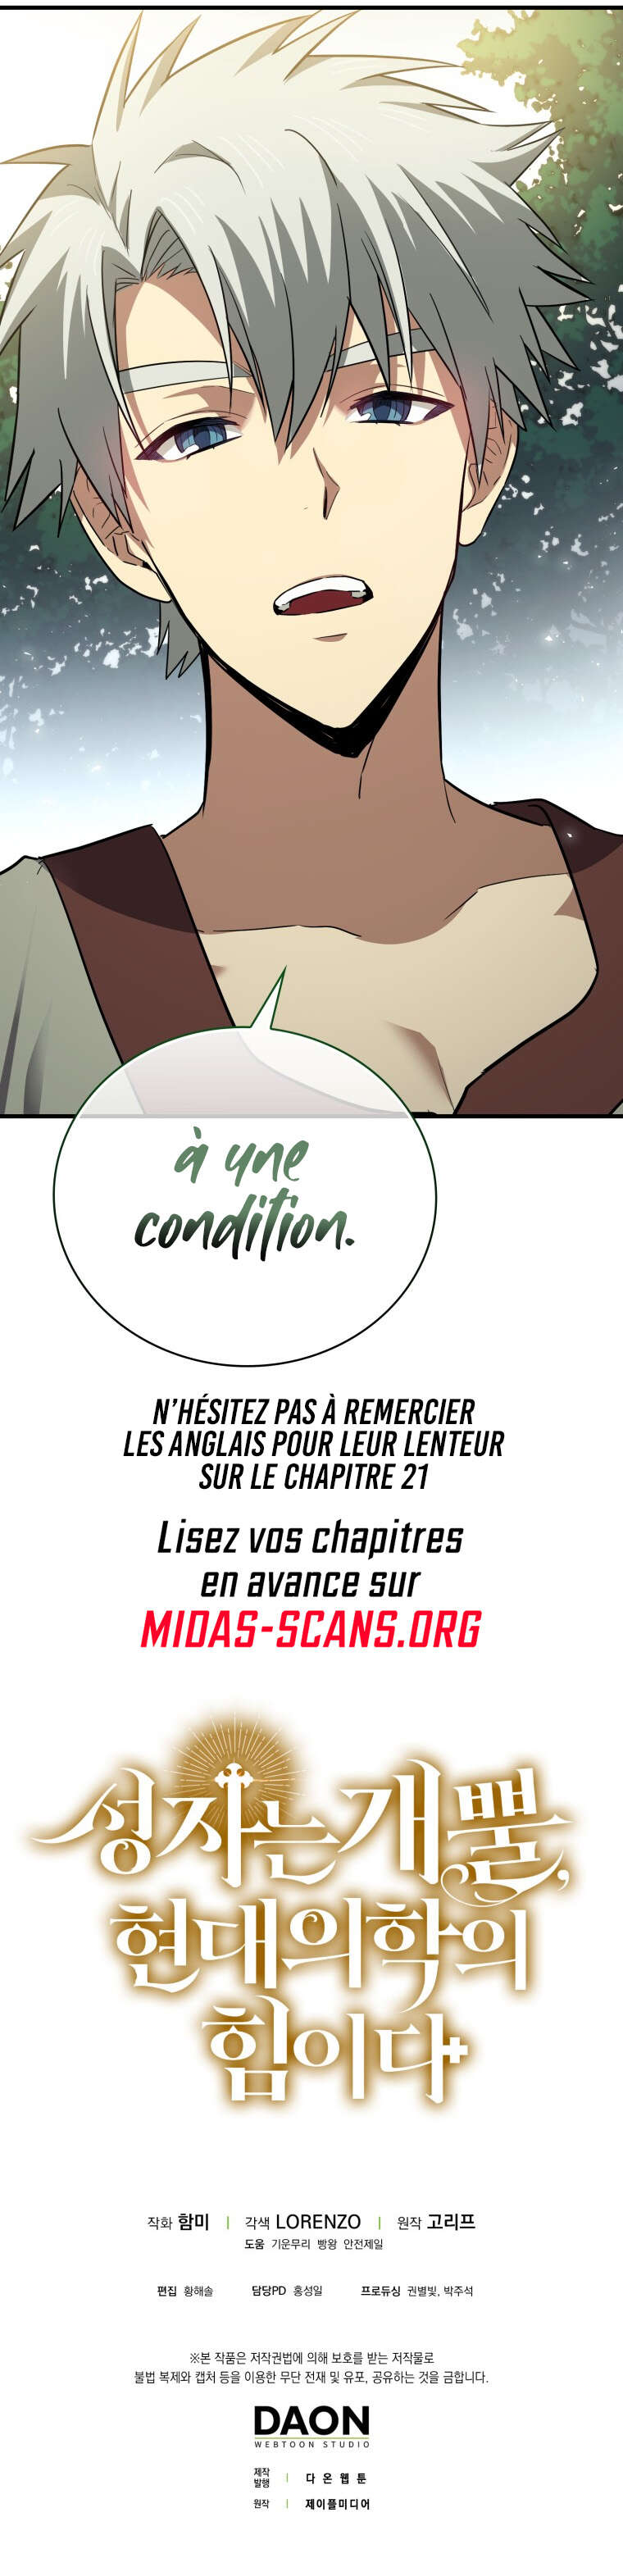 à une
condition.
N'HÉSITEZ PAS À REMERCIER
LES ANGLAIS POUR LEUR LENTEUR
SUR LE CHAPITRE 21
Lisez vos chapitres
en avance sur
MIDAS-SCANS.ORG
성자는개뿔,
현대의학의
힘이다
작화 함미 | 각색 LORENZO | 원작 고리프
도움 기운무리 빵왕 안전제일
편집 황해솔 담당PD 홍성일 프로듀싱 권별빛, 박주석
※본 작품은 저작권법에 의해 보호를 받는 저작물로
불법 복제와 캡처 등을 이용한 무단 전재 및 유포, 공유하는 것을 금합니다.
DAON
WEBTOON STUDIO
제작
발행 | 다온웹툰
원작 | 제이플미디어